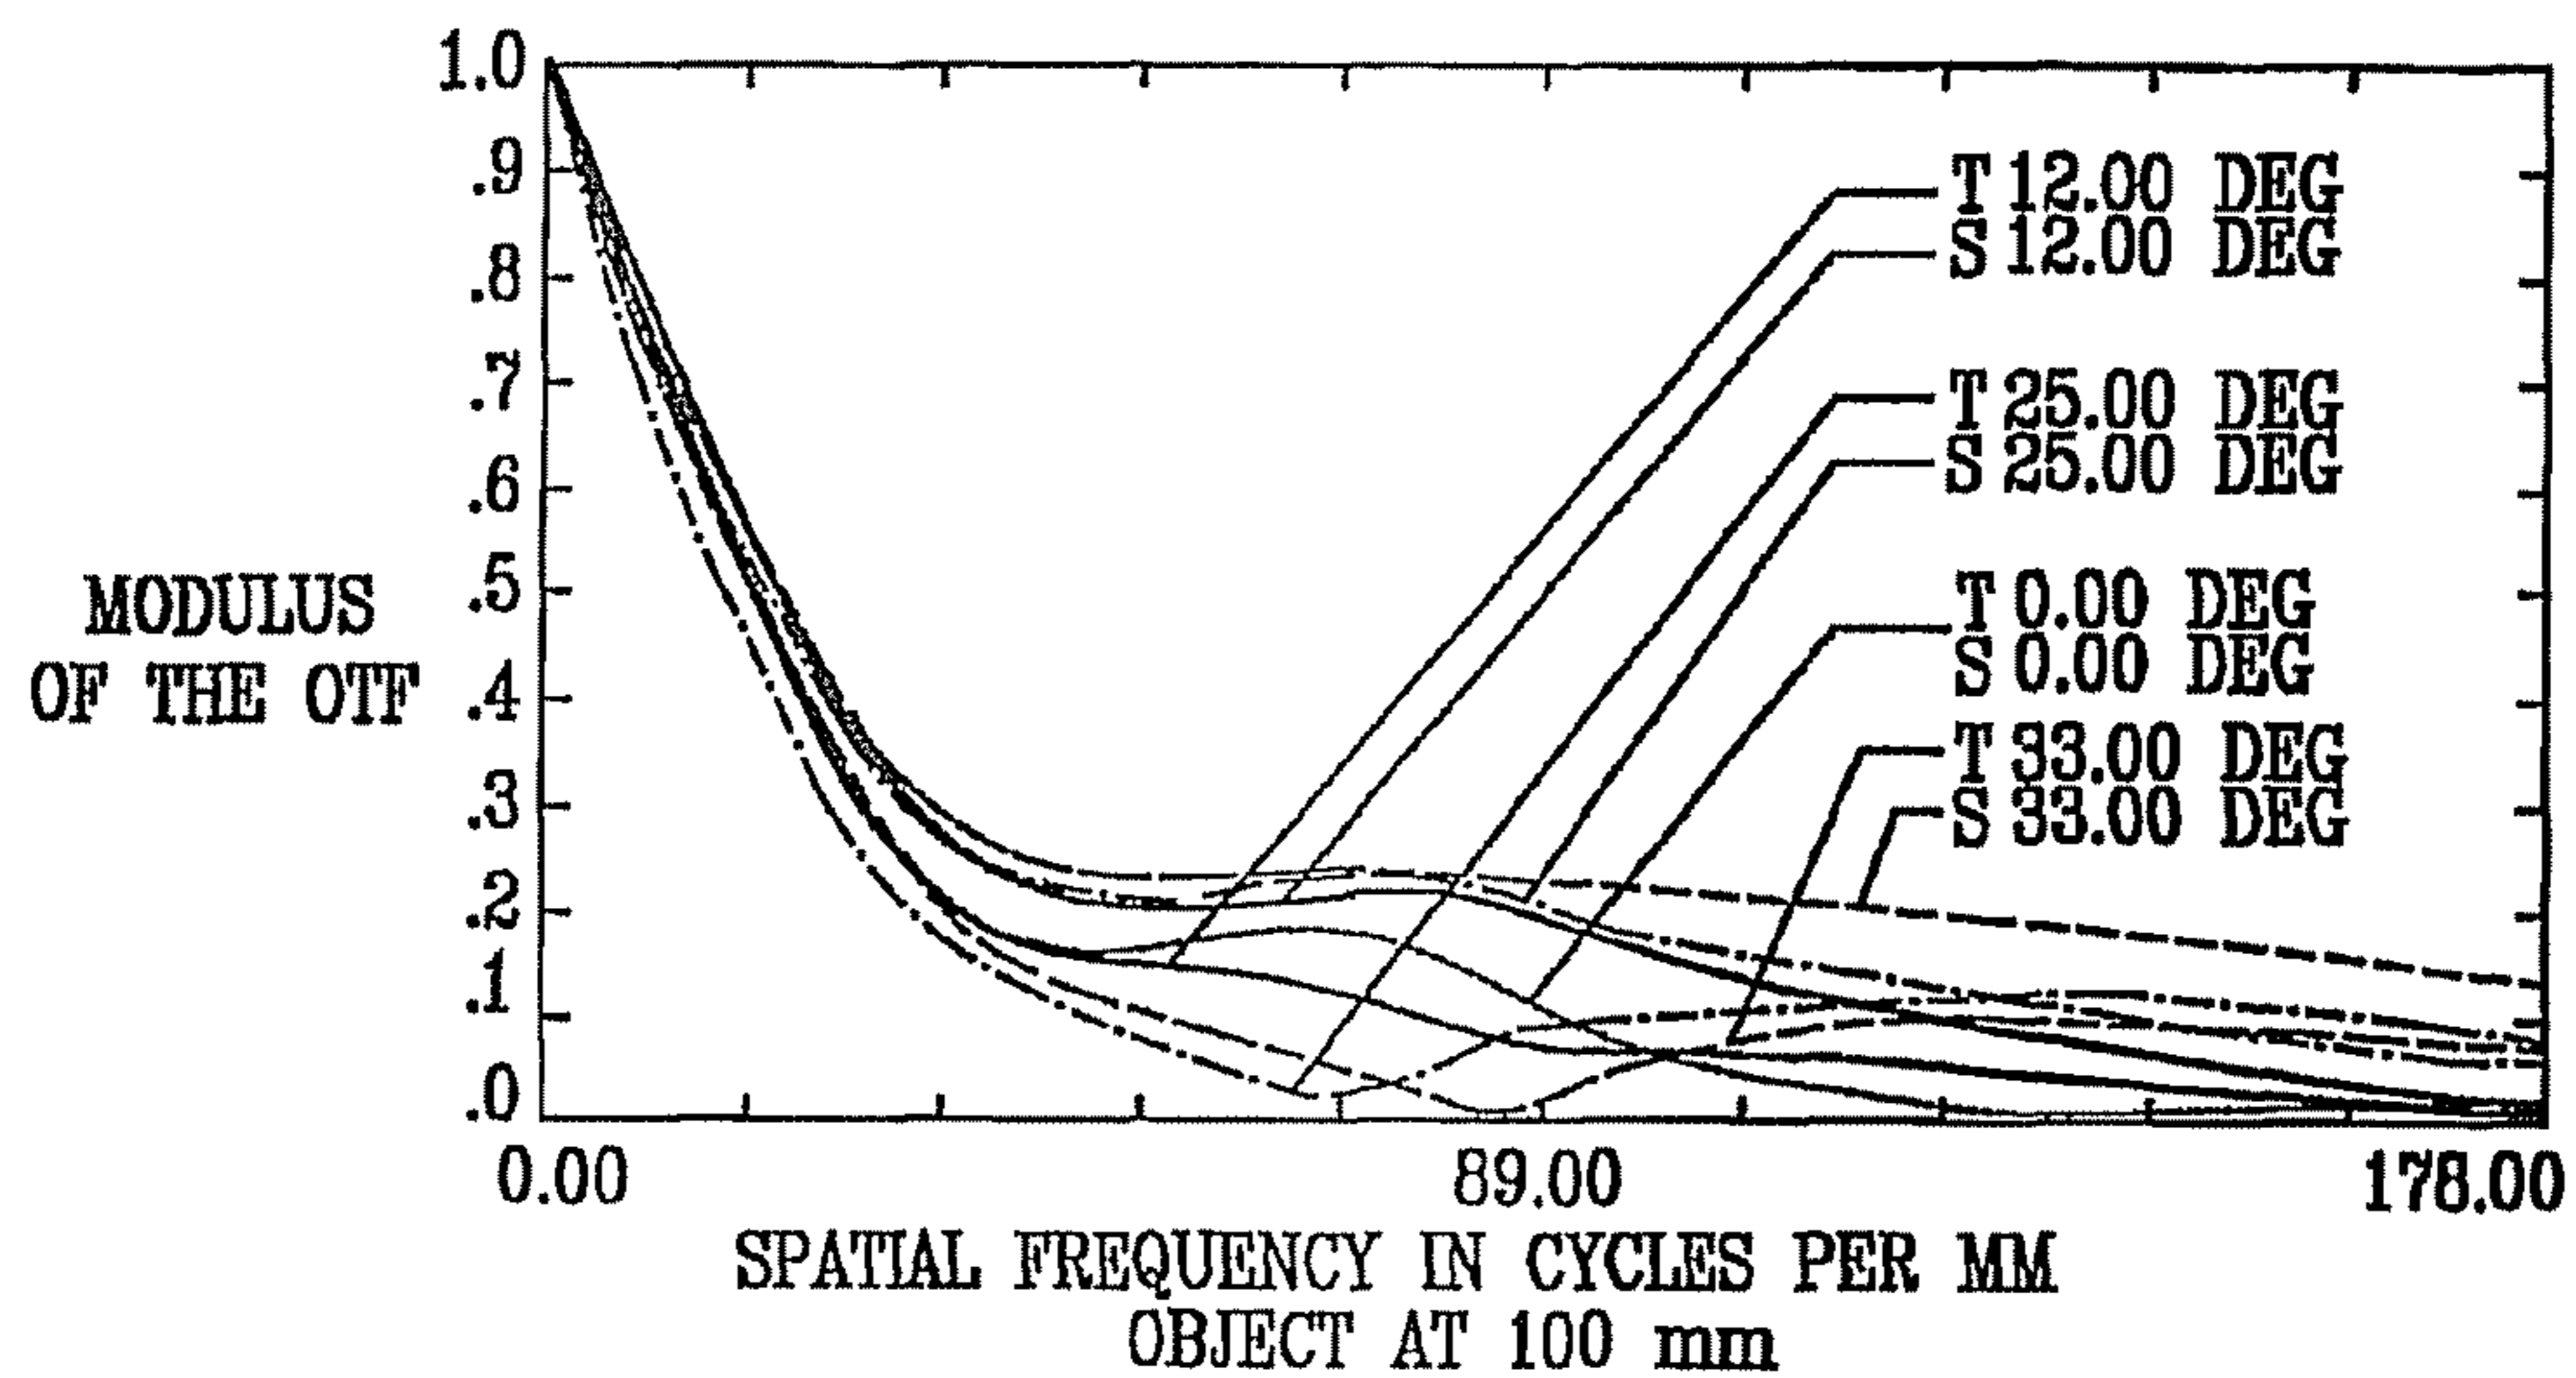 1.0
.9
.8
.7
.6
.5
.4
.3
.2
.1
.0
MODULUS
OF THE OTF
T 12.00 DEG
S 12.00 DEG
T 25.00 DEG
S 25.00 DEG
T 0.00 DEG
S 0.00 DEG
T 33.00 DEG
S 33.00 DEG
0.00 89.00 178.00
SPATIAL FREQUENCY IN CYCLES PER MM
OBJECT AT 100 mm